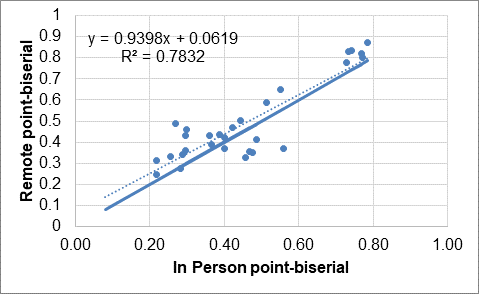 y = 0.9398x + 0.0619
R² = 0.7832
Remote point-biserial
1
0.9
0.8
0.7
0.6
0.5
0.4
0.3
0.2
0.1
0
0.00 0.20 0.40 0.60 0.80 1.00
In Person point-biserial